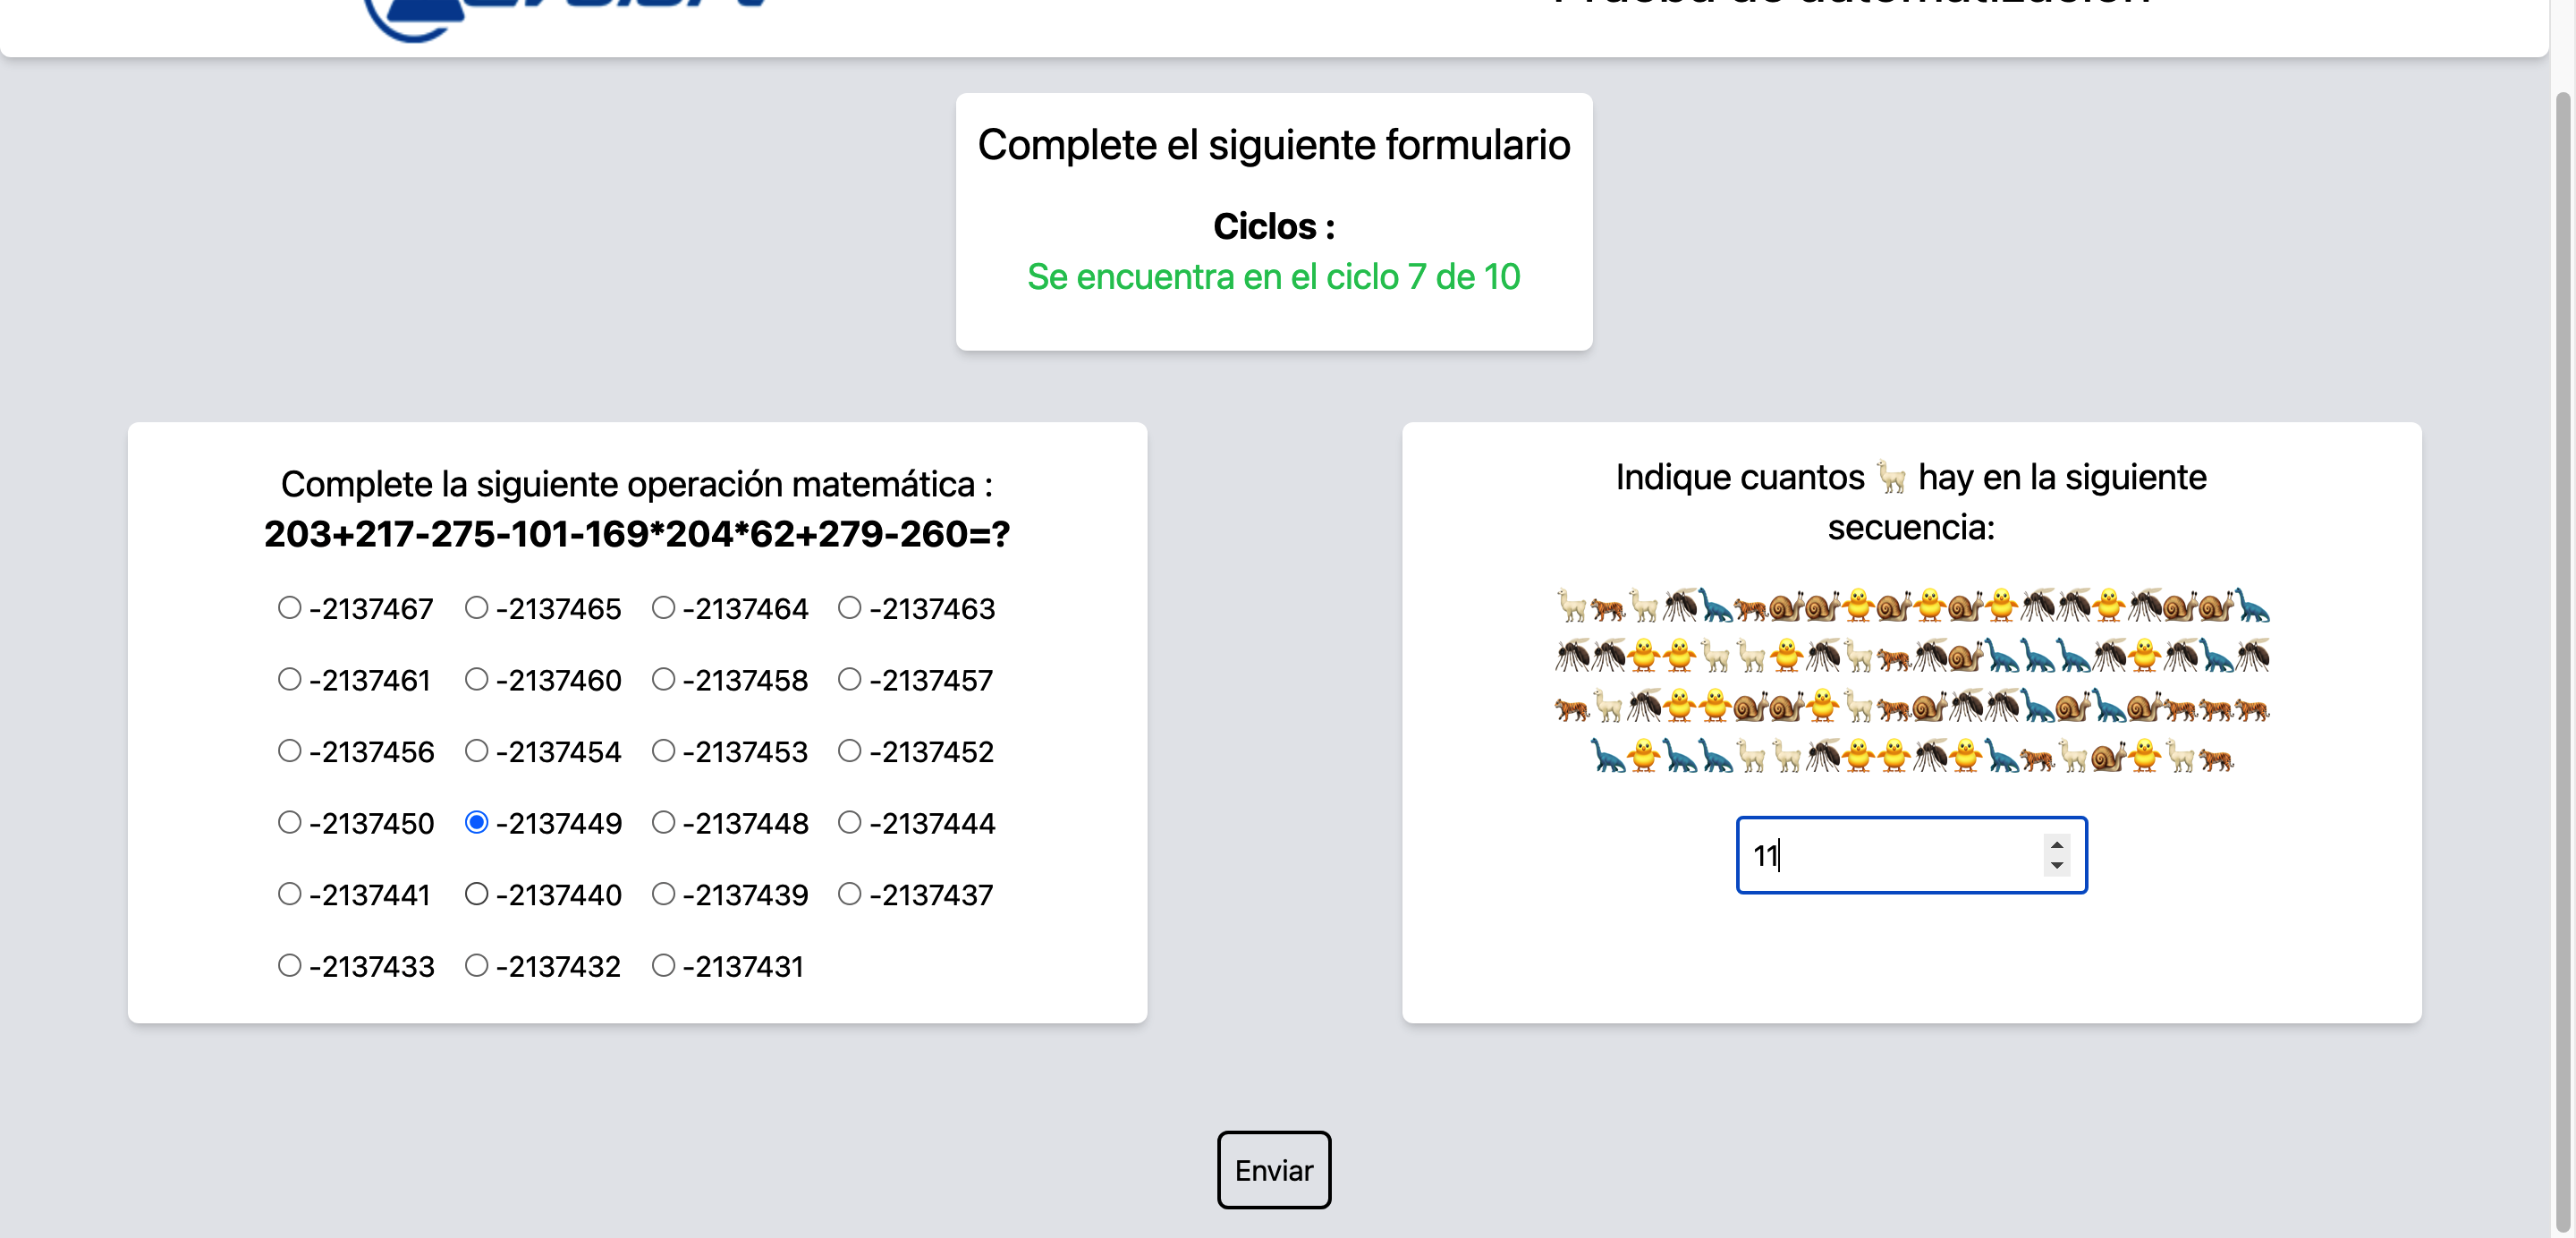 Prueba de automatización
Complete el siguiente formulario
Ciclos :
Se encuentra en el ciclo 7 de 10
Complete la siguiente operación matemática :
203+217-275-101-169*204*62+279-260=?
-2137467 -2137465 -2137464 -2137463
-2137461 -2137460 -2137458 -2137457
-2137456 -2137454 -2137453 -2137452
-2137450 -2137449 -2137448 -2137444
-2137441 -2137440 -2137439 -2137437
-2137433 -2137432 -2137431
Indique cuantos 🦙 hay en la siguiente
secuencia:
11
Enviar